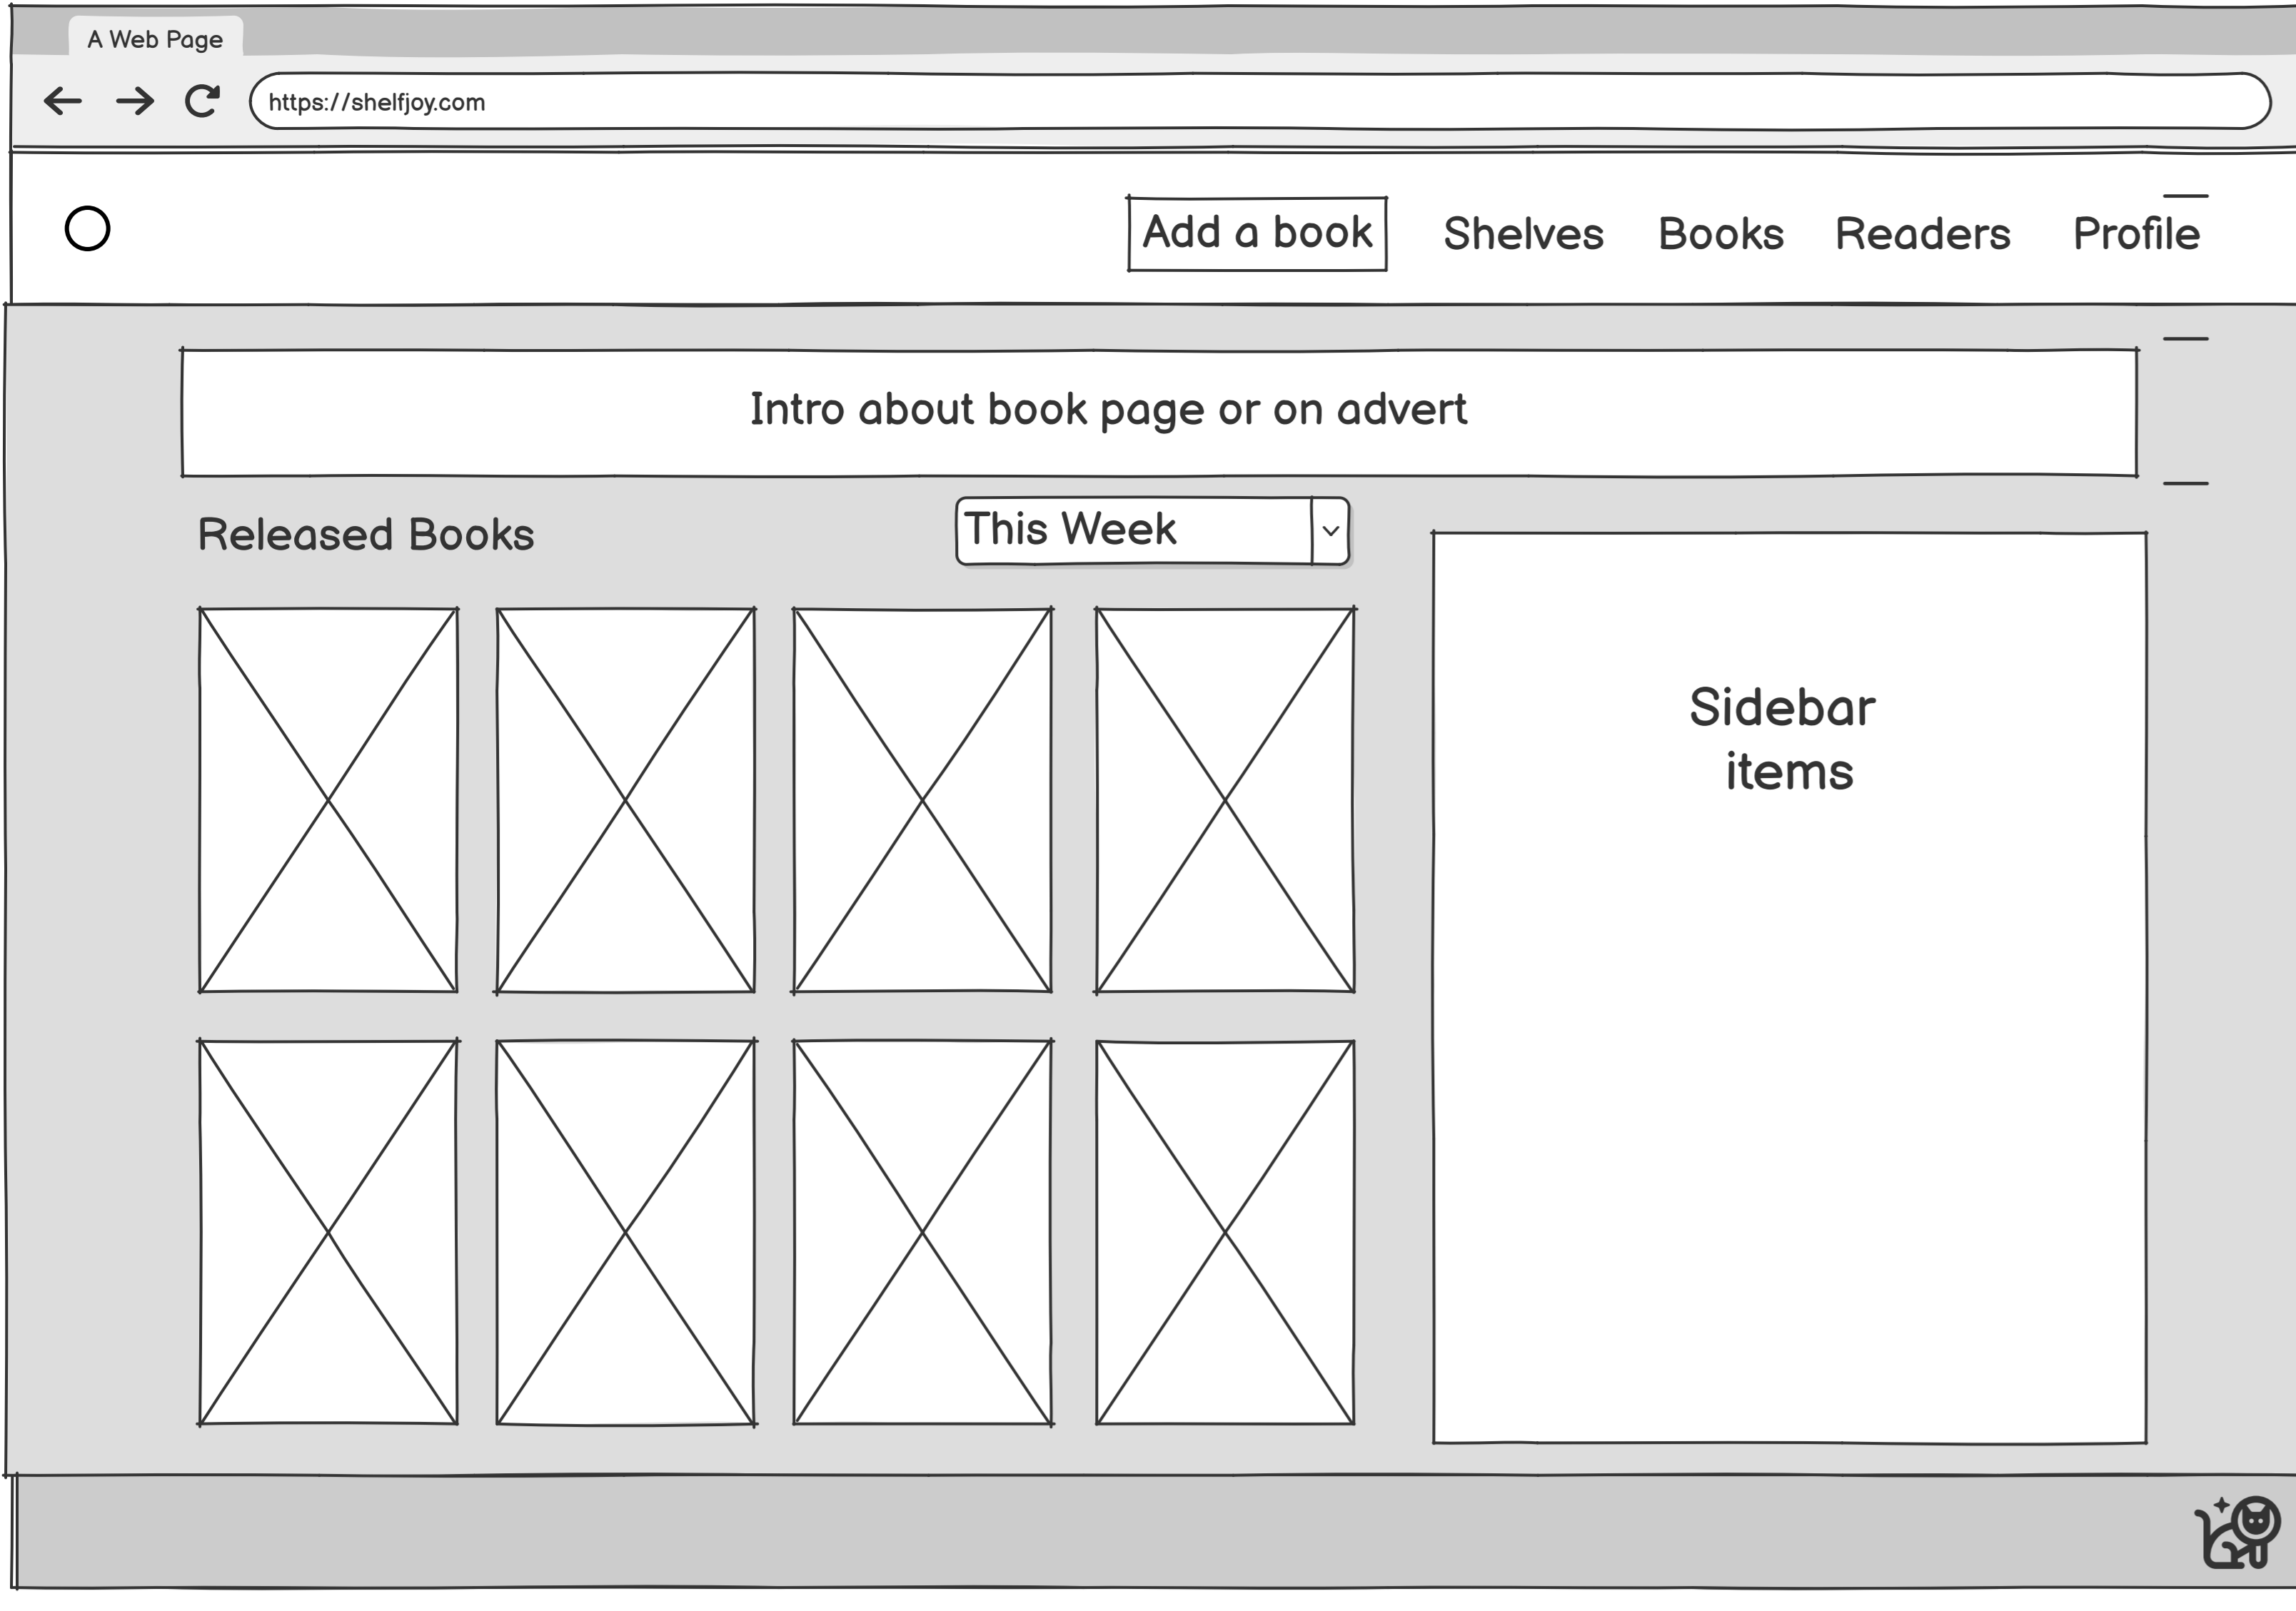 A Web Page
https://shelfjoy.com
Add a book Shelves Books Readers Profile
Intro about book page or on advert
Released Books This Week
Sidebar
items